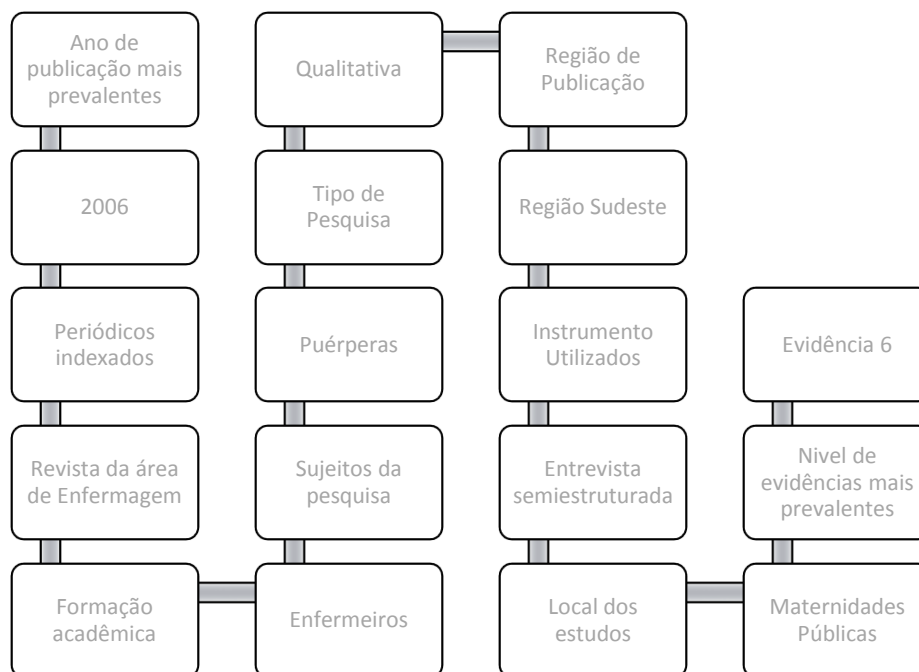 Ano de
publicação mais
prevalentes
2006
Periódicos
indexados
Revista da área
de Enfermagem
Formação
acadêmica
Enfermeiros
Sujeitos da
pesquisa
Puérperas
Tipo de
Pesquisa
Qualitativa
Região de
Publicação
Região Sudeste
Instrumento
Utilizados
Entrevista
semiestruturada
Local dos
estudos
Maternidades
Públicas
Nivel de
evidências mais
prevalentes
Evidência 6